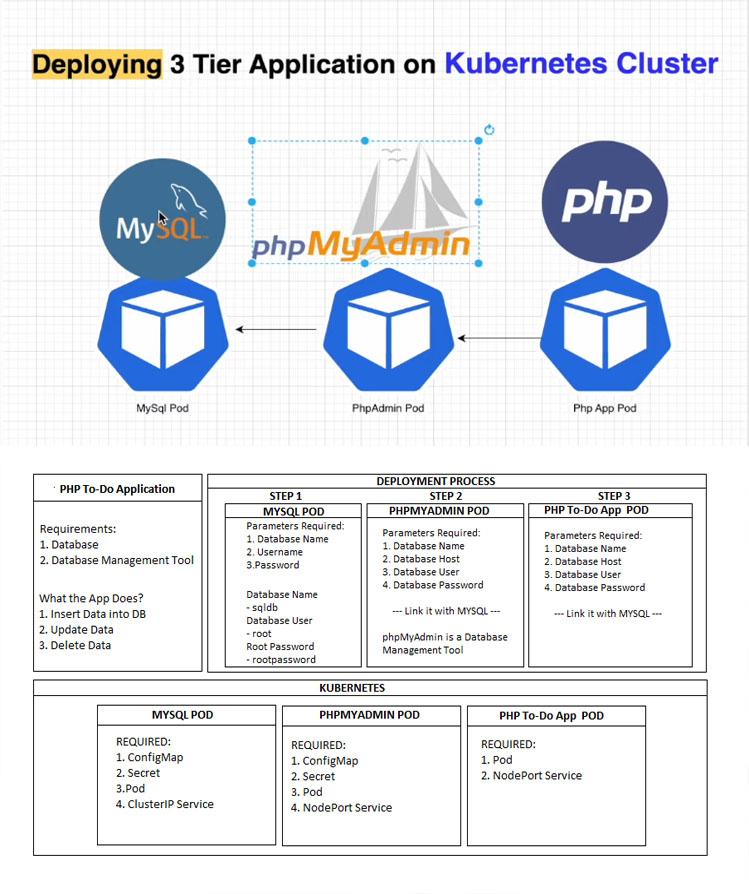 Deploying 3 Tier Application on Kubernetes Cluster
MySQL
phpMyAdmin
php
MySql Pod
PhpAdmin Pod
Php App Pod
PHP To-Do Application
Requirements:
1. Database
2. Database Management Tool
What the App Does?
1. Insert Data into DB
2. Update Data
3. Delete Data
DEPLOYMENT PROCESS
STEP 1
MYSQL POD
Parameters Required:
1. Database Name
2. Username
3.Password
Database Name
- sqldb
Database User
- root
Root Password
- rootpassword
STEP 2
PHPMYADMIN POD
Parameters Required:
1. Database Name
2. Database Host
3. Database User
4. Database Password
--- Link it with MYSQL ---
phpMyAdmin is a Database
Management Tool
STEP 3
PHP To-Do App POD
Parameters Required:
1. Database Name
2. Database Host
3. Database User
4. Database Password
--- Link it with MYSQL ---
KUBERNETES
MYSQL POD
REQUIRED:
1. ConfigMap
2. Secret
3.Pod
4. ClusterIP Service
PHPMYADMIN POD
REQUIRED:
1. ConfigMap
2. Secret
3. Pod
4. NodePort Service
PHP To-Do App POD
REQUIRED:
1. Pod
2. NodePort Service